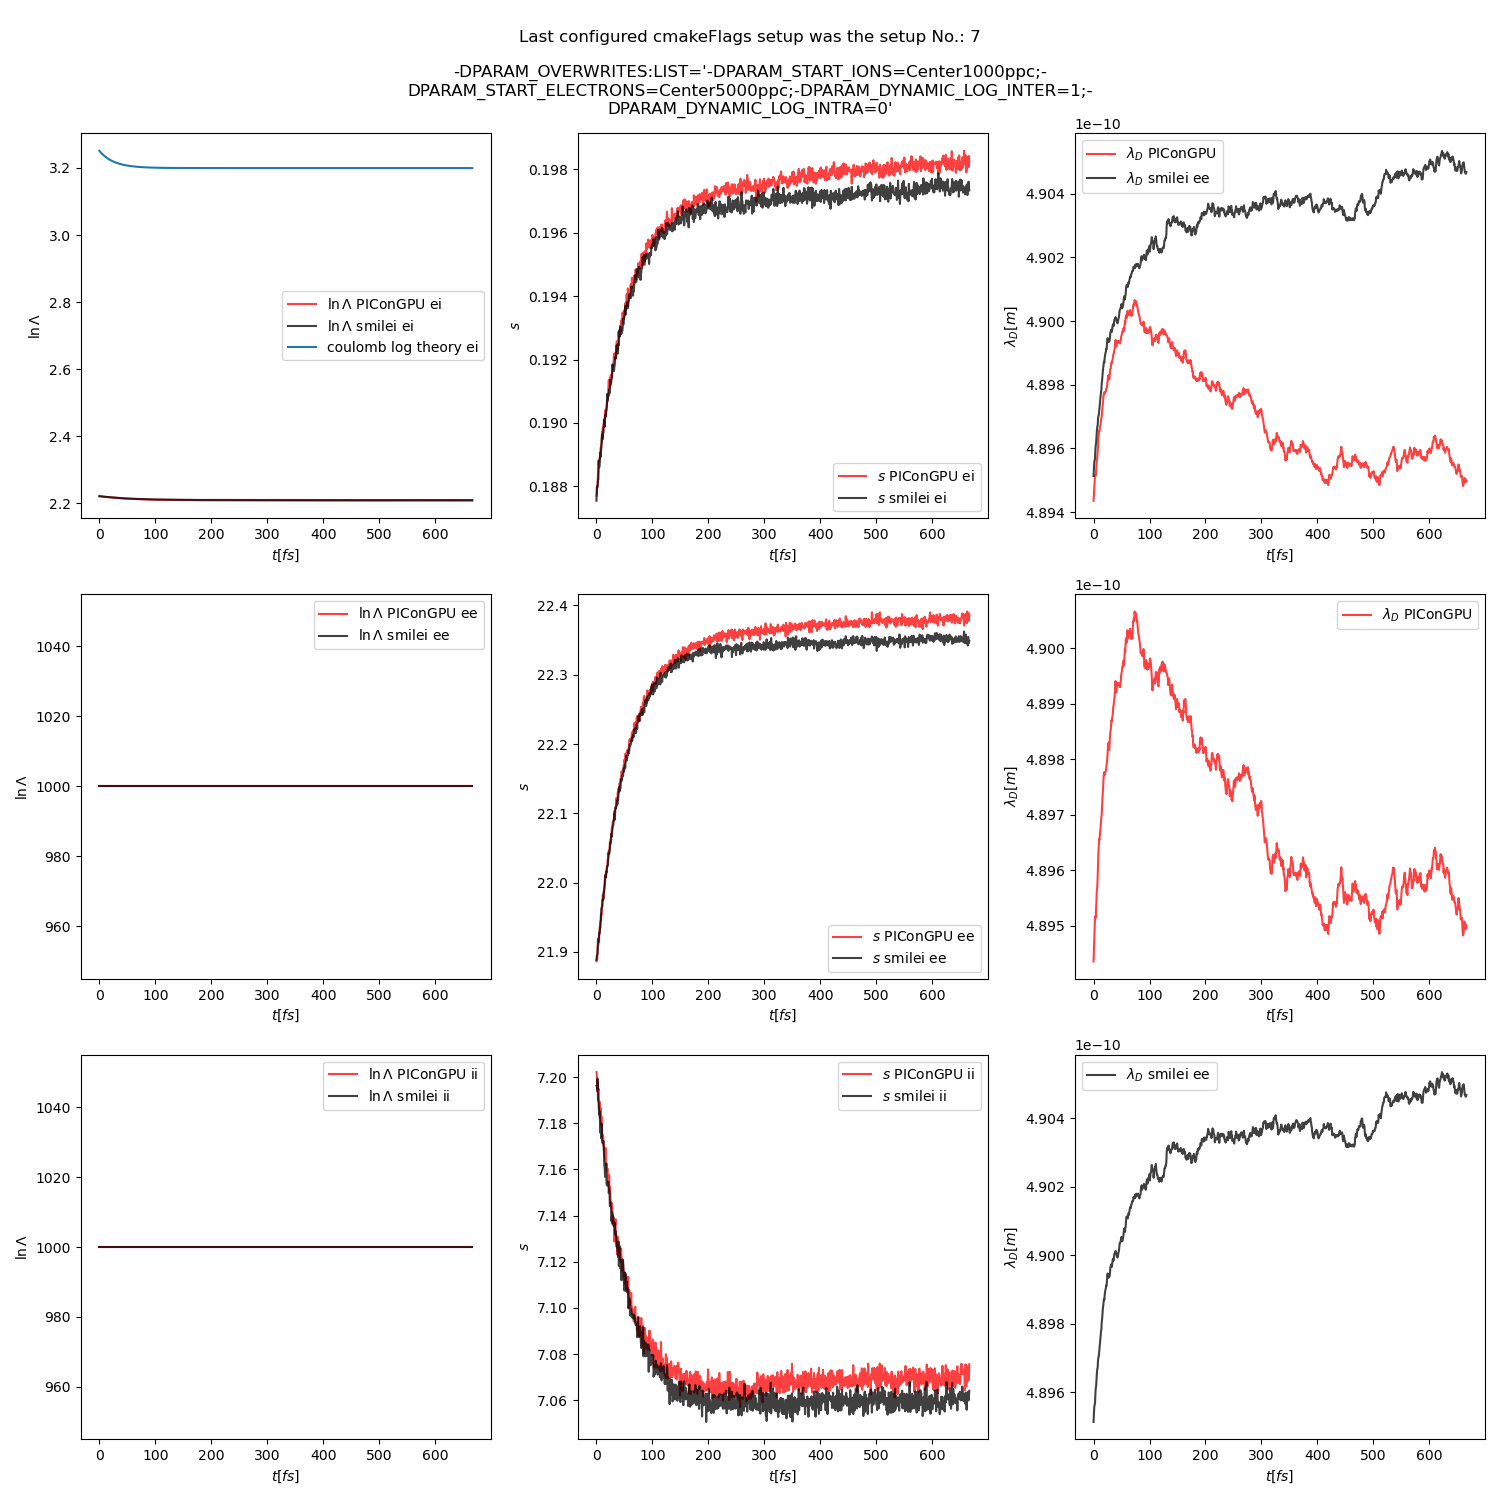 Last configured cmakeFlags setup was the setup No.: 7
-DPARAM_OVERWRITES:LIST='-DPARAM_START_IONS=Center1000ppc;-
DPARAM_START_ELECTRONS=Center5000ppc;-DPARAM_DYNAMIC_LOG_INTER=1;-
DPARAM_DYNAMIC_LOG_INTRA=0'
3.2
3.0
2.8
2.6
2.4
2.2
ln Λ
ln Λ PIConGPU ei
ln Λ smilei ei
coulomb log theory ei
0 100 200 300 400 500 600
t[fs]
0.198
0.196
0.194
0.192
0.190
0.188
s
s PIConGPU ei
s smilei ei
0 100 200 300 400 500 600
t[fs]
1e−10
λD PIConGPU
λD smilei ee
4.904
4.902
4.900
4.898
4.896
4.894
λD[m]
0 100 200 300 400 500 600
t[fs]
ln Λ PIConGPU ee
ln Λ smilei ee
1040
1020
1000
980
960
ln Λ
0 100 200 300 400 500 600
t[fs]
22.4
22.3
22.2
22.1
22.0
21.9
s
s PIConGPU ee
s smilei ee
0 100 200 300 400 500 600
t[fs]
1e−10
λD PIConGPU
4.900
4.899
4.898
4.897
4.896
4.895
λD[m]
0 100 200 300 400 500 600
t[fs]
ln Λ PIConGPU ii
ln Λ smilei ii
1040
1020
1000
980
960
ln Λ
0 100 200 300 400 500 600
t[fs]
s PIConGPU ii
s smilei ii
7.20
7.18
7.16
7.14
7.12
7.10
7.08
7.06
s
0 100 200 300 400 500 600
t[fs]
1e−10
λD smilei ee
4.904
4.902
4.900
4.898
4.896
λD[m]
0 100 200 300 400 500 600
t[fs]